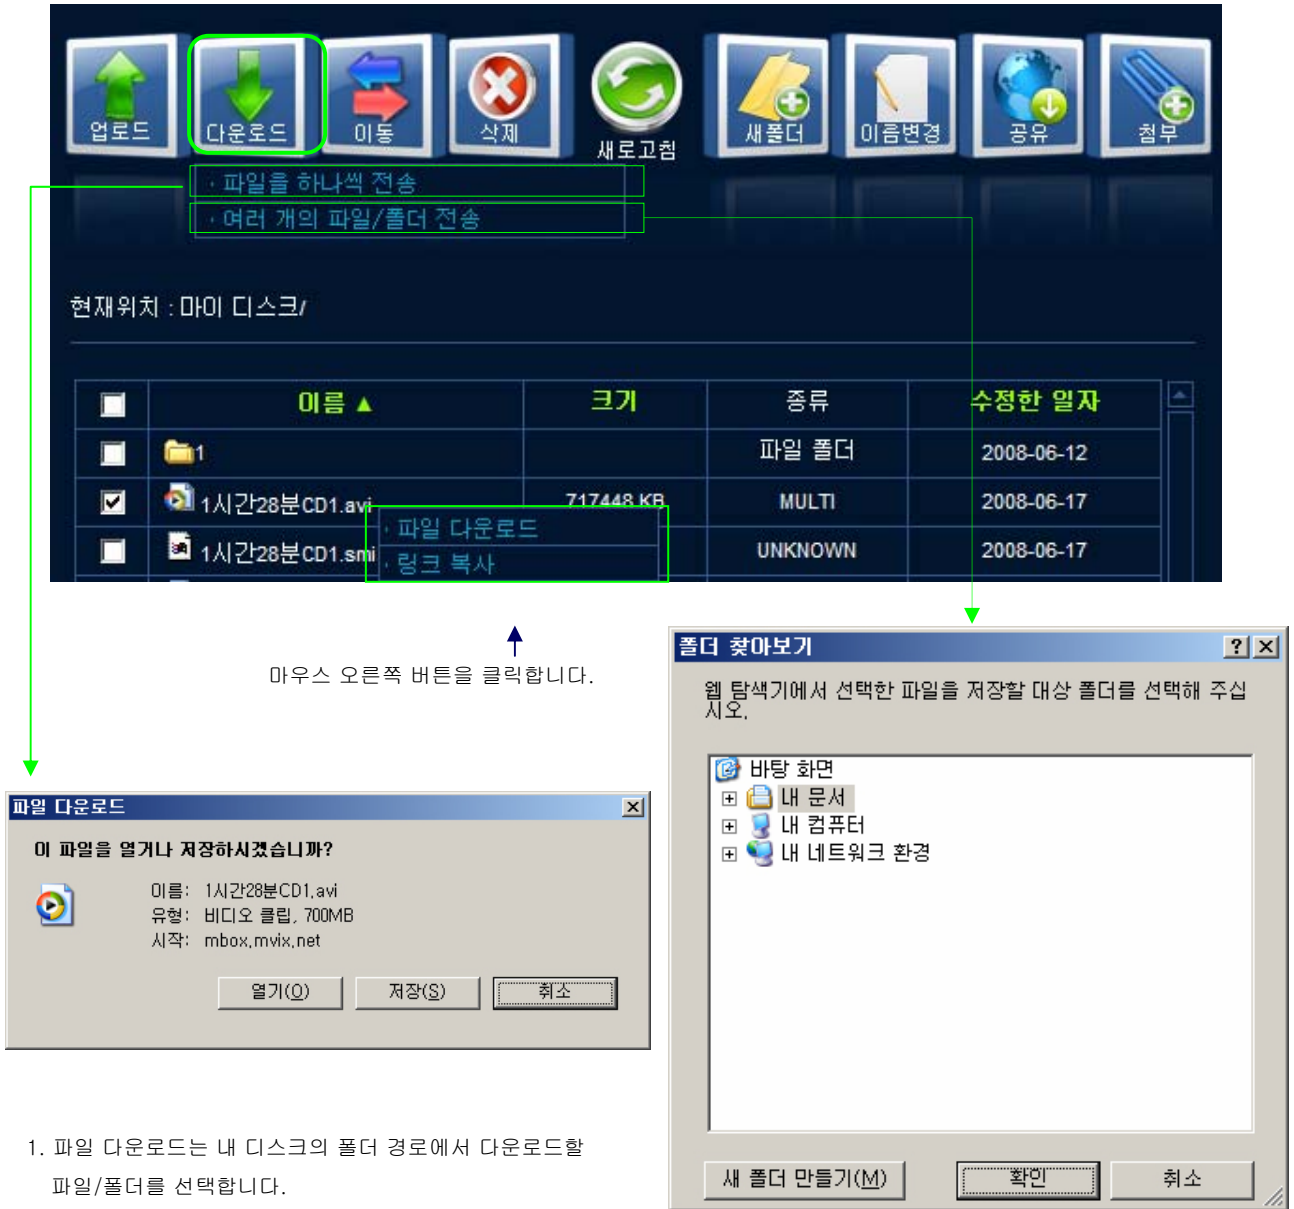 업로드
다운로드
이동
삭제
새로고침
새폴더
이름변경
공유
첨부
· 파일을 하나씩 전송
· 여러 개의 파일/폴더 전송
현재위치 : 마이 디스크/
이름 ▲ 크기 종류 수정한 일자
1 파일 폴더 2008-06-12
1시간28분CD1.avi 717448 KB MULTI 2008-06-17
· 파일 다운로드
1시간28분CD1.smi UNKNOWN 2008-06-17
· 링크 복사
마우스 오른쪽 버튼을 클릭합니다.
폴더 찾아보기
웹 탐색기에서 선택한 파일을 저장할 대상 폴더를 선택해 주십
시오.
바탕 화면
내 문서
내 컴퓨터
내 네트워크 환경
새 폴더 만들기(M) 확인 취소
파일 다운로드
이 파일을 열거나 저장하시겠습니까?
이름: 1시간28분CD1.avi
유형: 비디오 클립, 700MB
시작: mbox.mvix.net
열기(O) 저장(S) 취소
1. 파일 다운로드는 내 디스크의 폴더 경로에서 다운로드할
파일/폴더를 선택합니다.